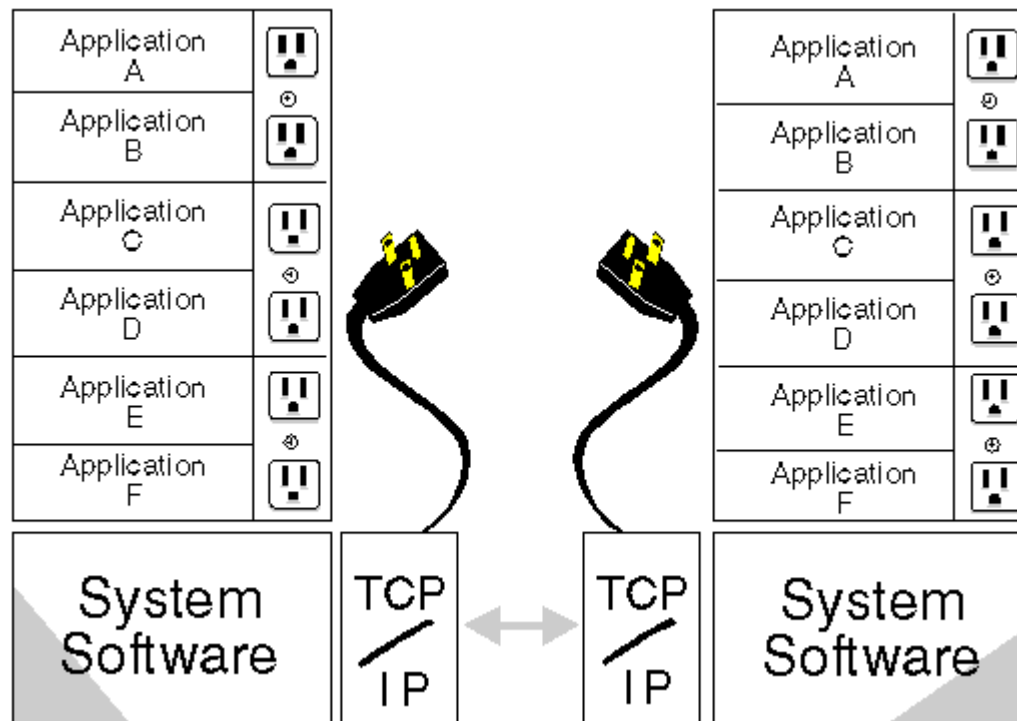 Application
A
Application
B
Application
C
Application
D
Application
E
Application
F
System
Software
TCP
/
IP
TCP
/
IP
Application
A
Application
B
Application
C
Application
D
Application
E
Application
F
System
Software